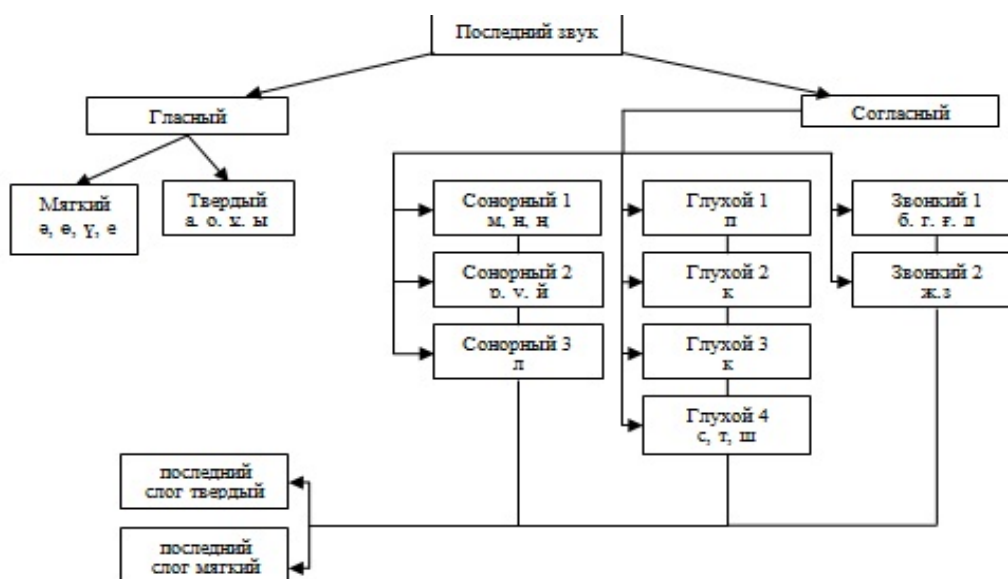 Последний звук
Гласный
Согласный
Мягкий
ә, ө, ү, е
Твердый
а. о. ұ. ы
Сонорный 1
м, н, ң
Глухой 1
п
Звонкий 1
б. г. ғ. д
Сонорный 2
р. у. й
Глухой 2
к
Звонкий 2
ж.з
Сонорный 3
л
Глухой 3
к
Глухой 4
с, т, ш
последний
слог твердый
последний
слог мягкий